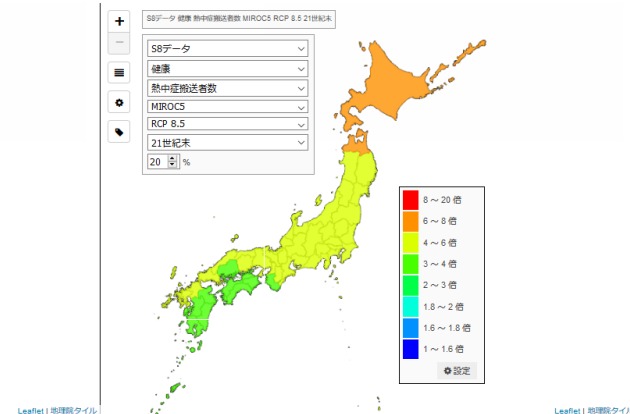 +
S8データ 健康 熱中症搬送者数 MIROC5 RCP 8.5 21世紀末
−
S8データ
健康
熱中症搬送者数
MIROC5
RCP 8.5
21世紀末
20 %
8 ～ 20 倍
6 ～ 8 倍
4 ～ 6 倍
3 ～ 4 倍
2 ～ 3 倍
1.8 ～ 2 倍
1.6 ～ 1.8 倍
1 ～ 1.6 倍
設定
Leaflet | 地理院タイル
Leaflet | 地理院タイル